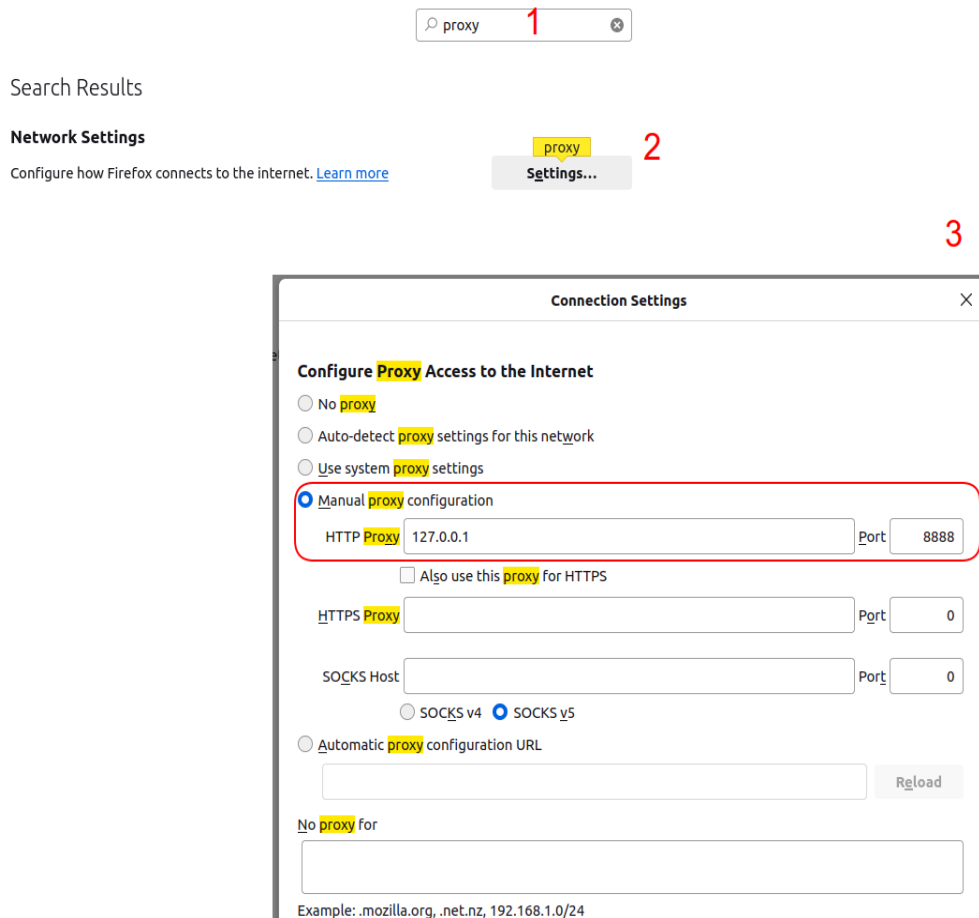 proxy 1
Search Results
Network Settings
proxy 2
Configure how Firefox connects to the internet. Learn more Settings...
3
Connection Settings
Configure Proxy Access to the Internet
No proxy
Auto-detect proxy settings for this network
Use system proxy settings
Manual proxy configuration
HTTP Proxy 127.0.0.1 Port 8888
Also use this proxy for HTTPS
HTTPS Proxy Port 0
SOCKS Host Port 0
SOCKS v4 SOCKS v5
Automatic proxy configuration URL
Reload
No proxy for
Example: .mozilla.org, .net.nz, 192.168.1.0/24